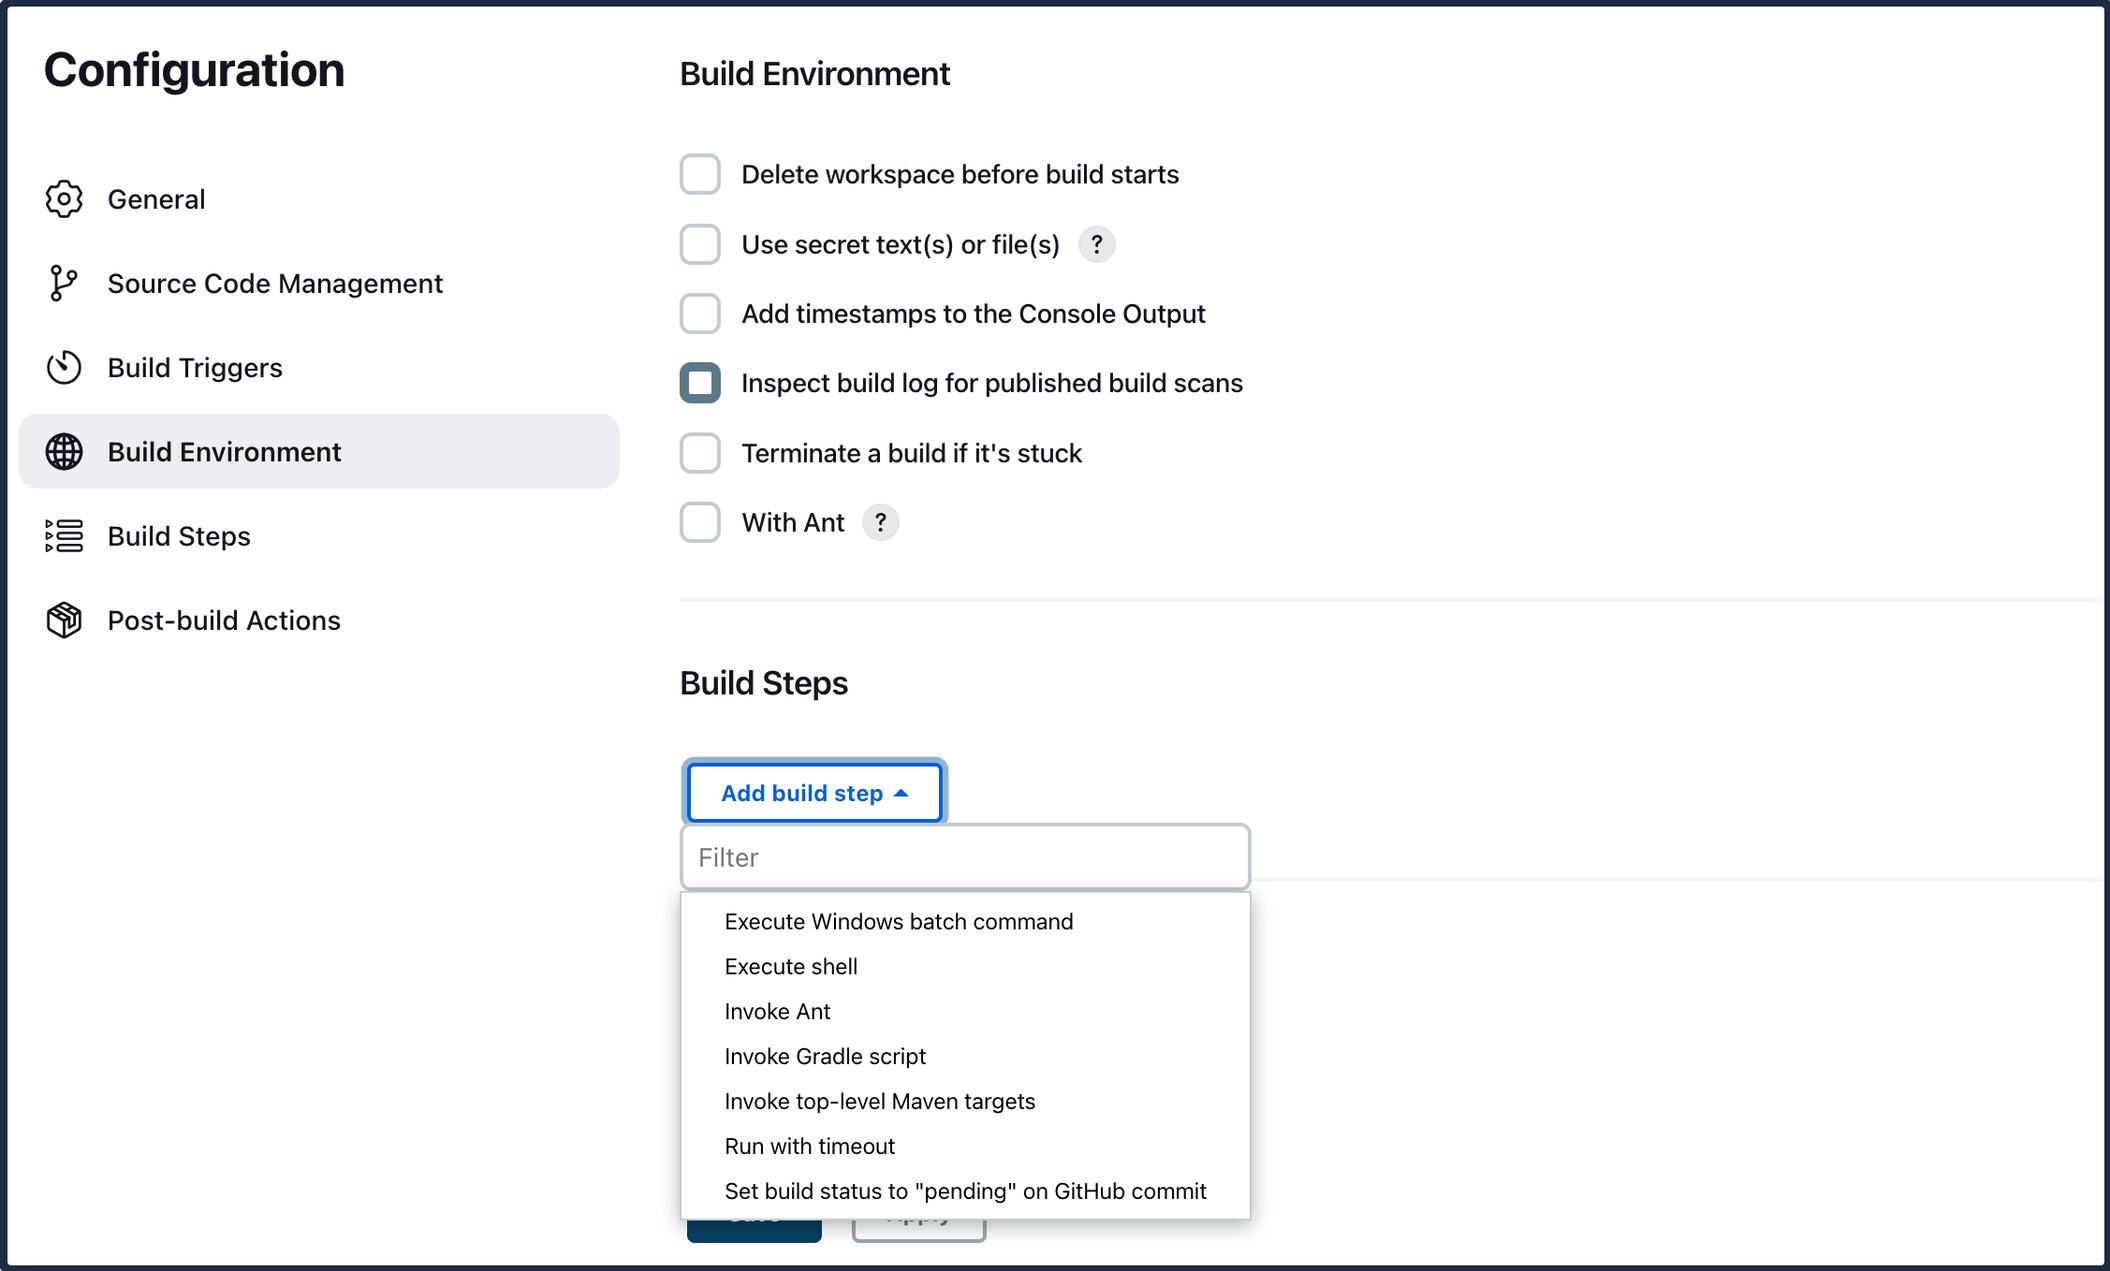 Configuration
General
Source Code Management
Build Triggers
Build Environment
Build Steps
Post-build Actions
Build Environment
Delete workspace before build starts
Use secret text(s) or file(s) ?
Add timestamps to the Console Output
Inspect build log for published build scans
Terminate a build if it's stuck
With Ant ?
Build Steps
Add build step
Filter
Execute Windows batch command
Execute shell
Invoke Ant
Invoke Gradle script
Invoke top-level Maven targets
Run with timeout
Set build status to "pending" on GitHub commit
Save Apply